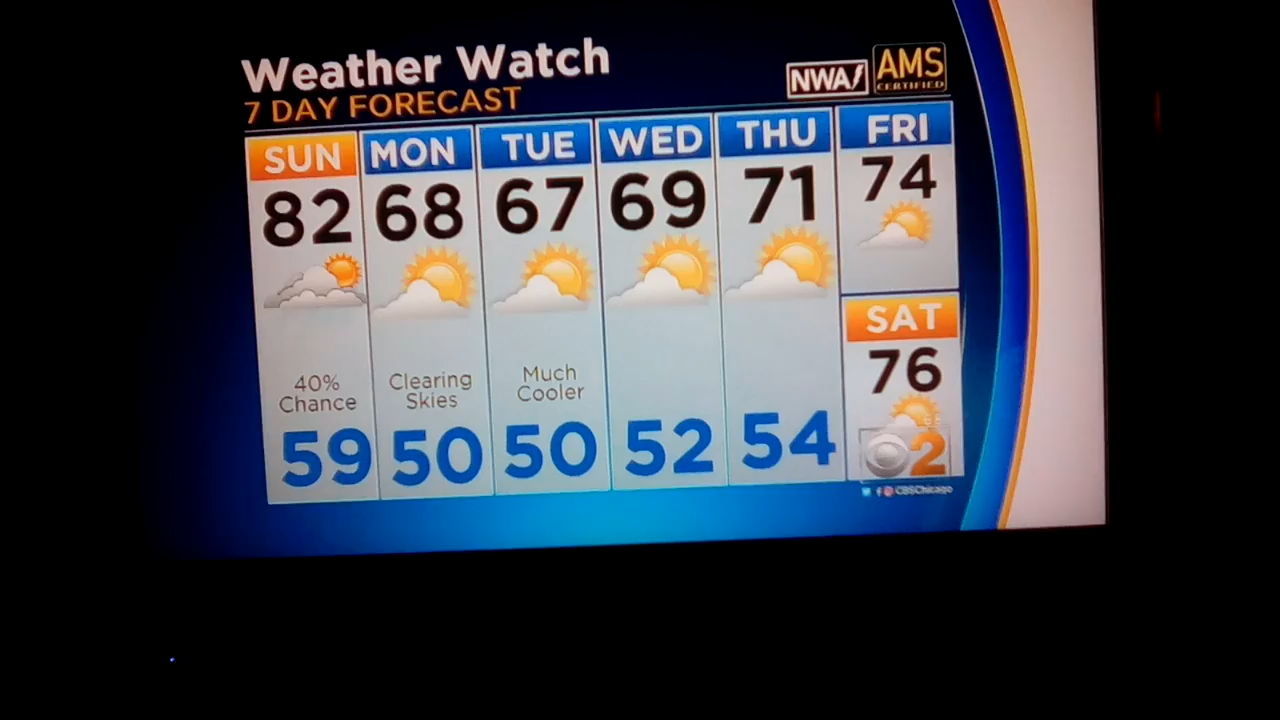 Weather Watch
7 DAY FORECAST
NWA
AMS
CERTIFIED
SUN
82
40%
Chance
59
MON
68
Clearing
Skies
50
TUE
67
Much
Cooler
50
WED
69
52
THU
71
54
FRI
74
SAT
76
2
CBSChicago